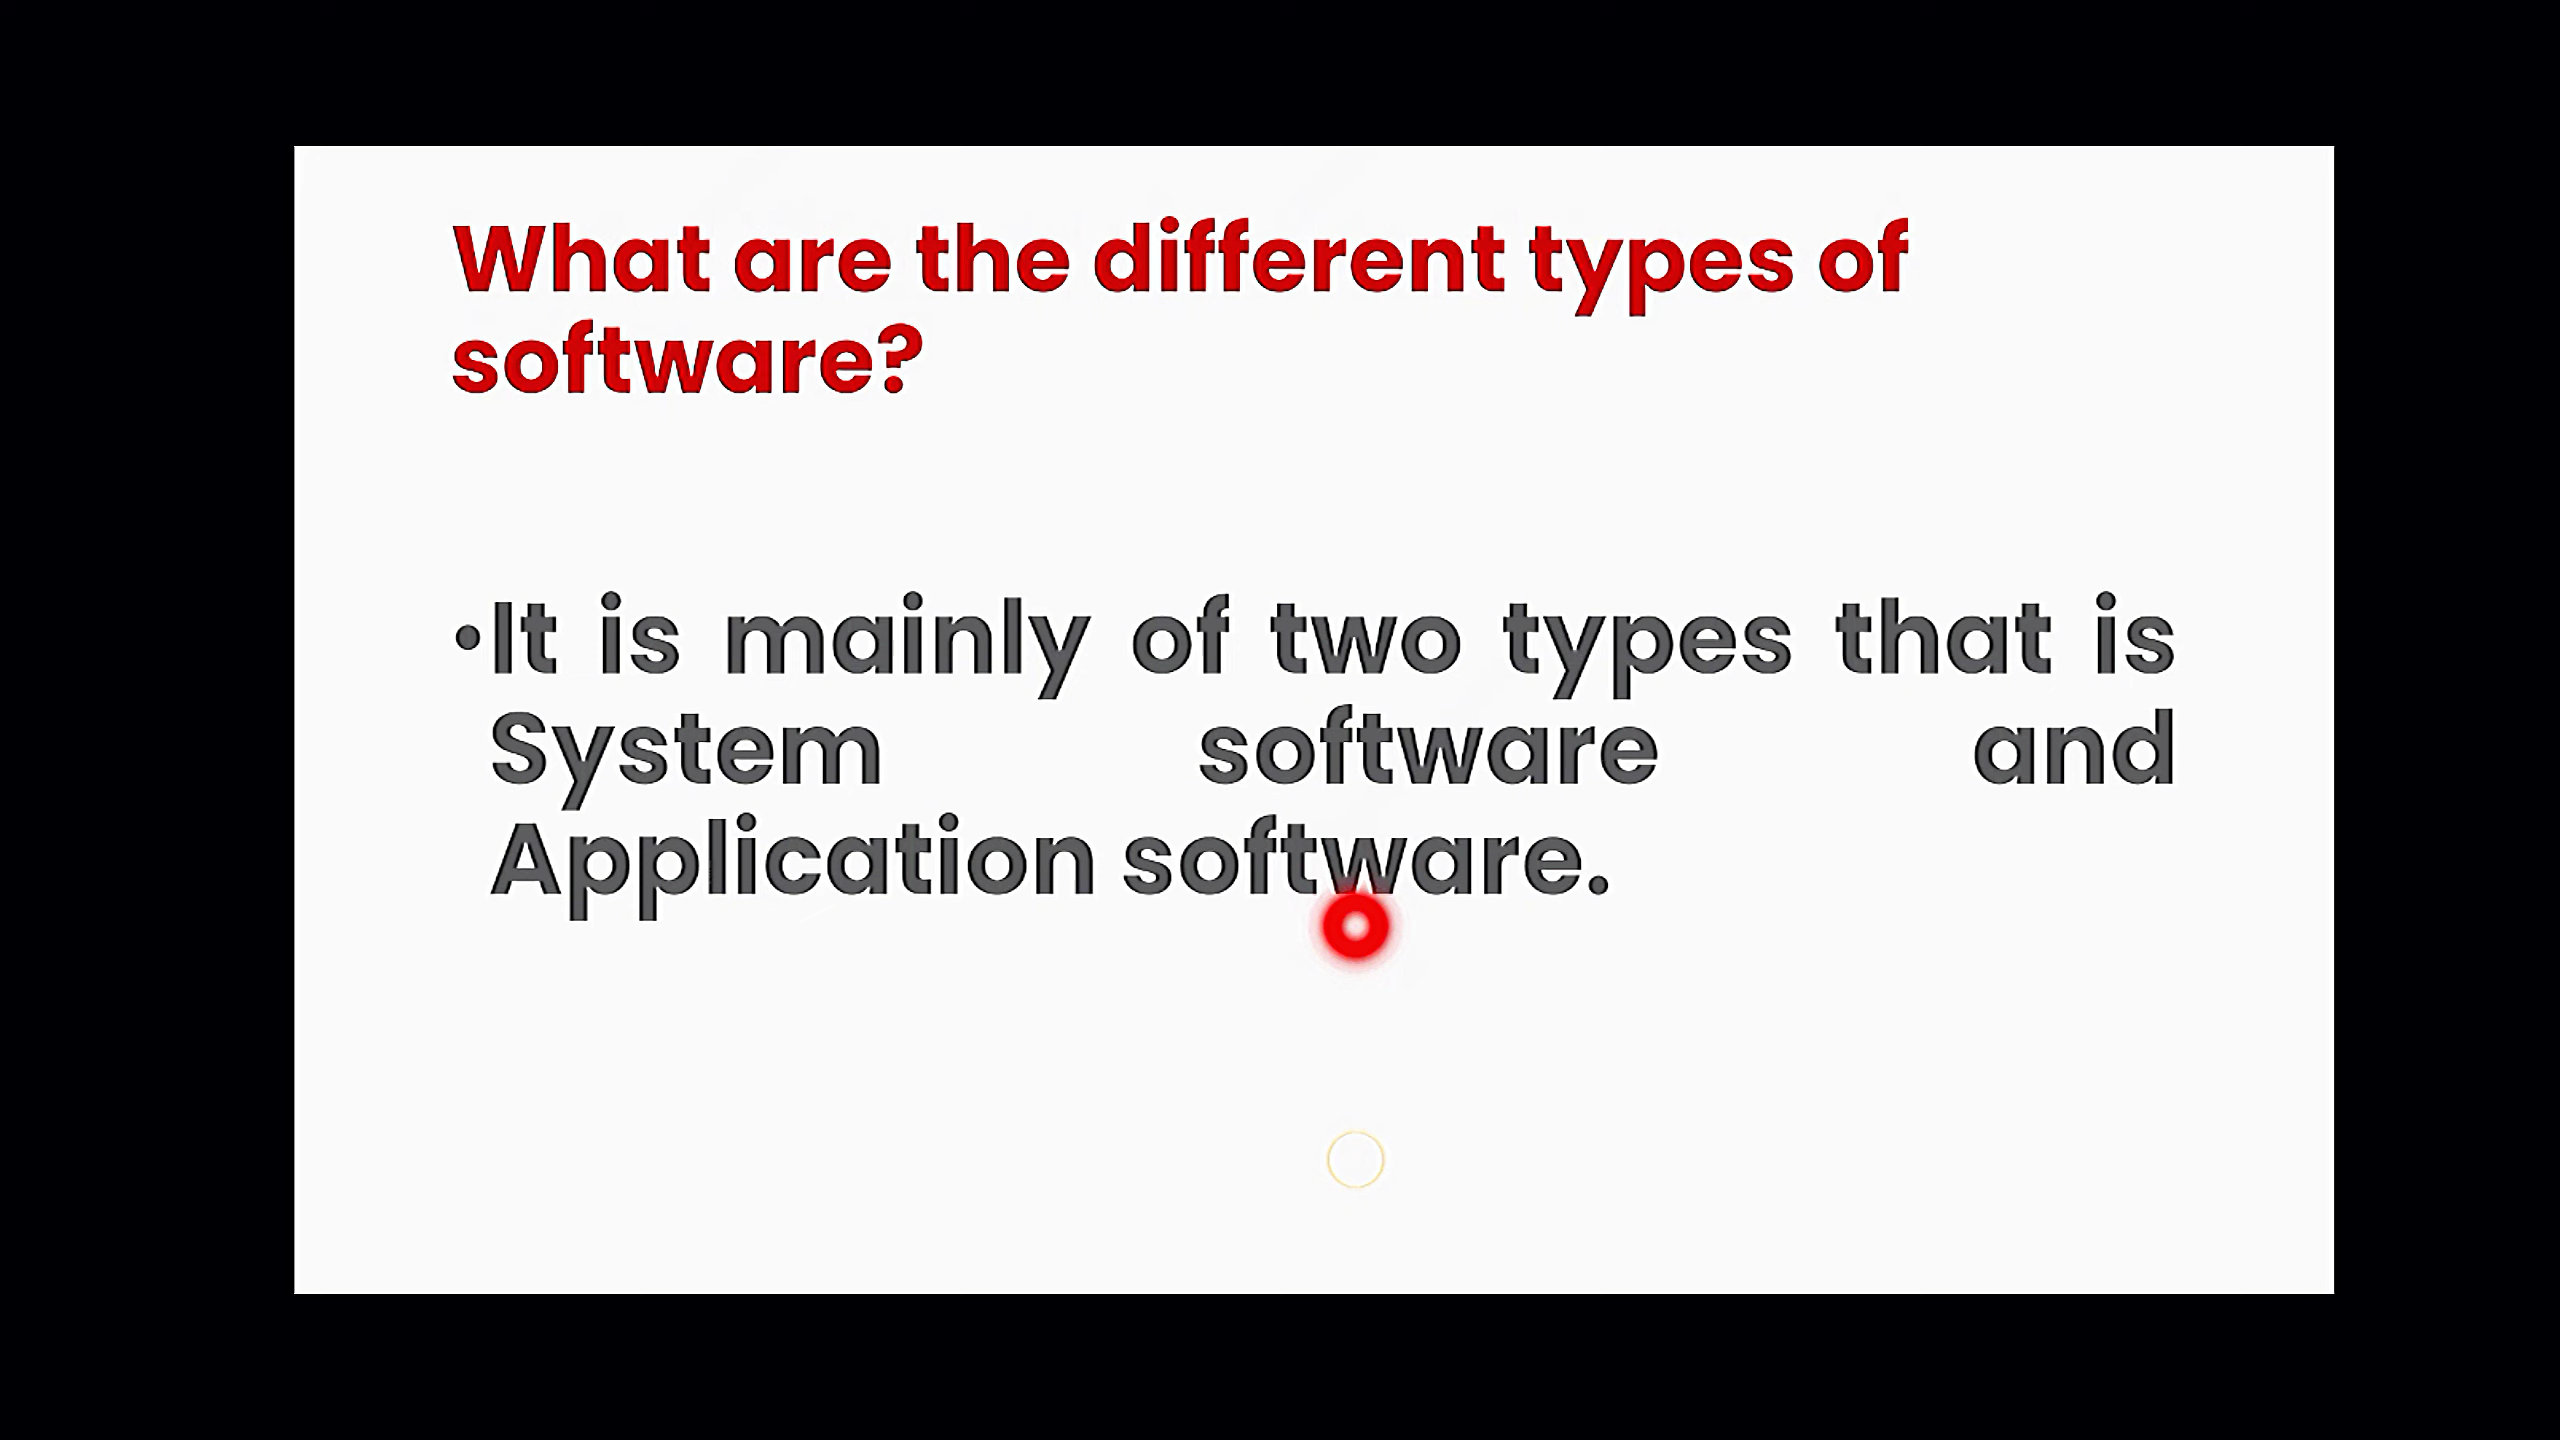 What are the different types of
software?
•It is mainly of two types that is
System software and
Application software.